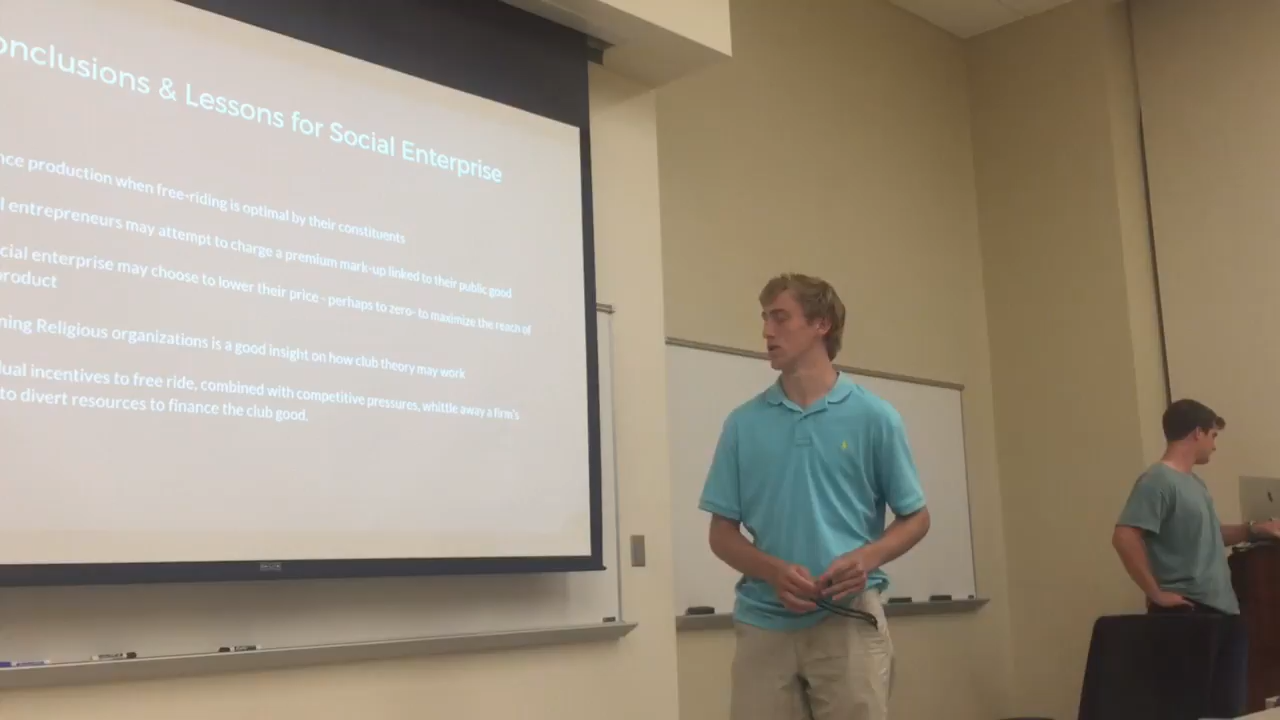 onclusions & Lessons for Social Enterprise
nce production when free-riding is optimal by their constituents
l entrepreneurs may attempt to charge a premium mark-up linked to their public good
cial enterprise may choose to lower their price - perhaps to zero- to maximize the reach of
product
ning Religious organizations is a good insight on how club theory may work
dual incentives to free ride, combined with competitive pressures, whittle away a firm's
to divert resources to finance the club good.